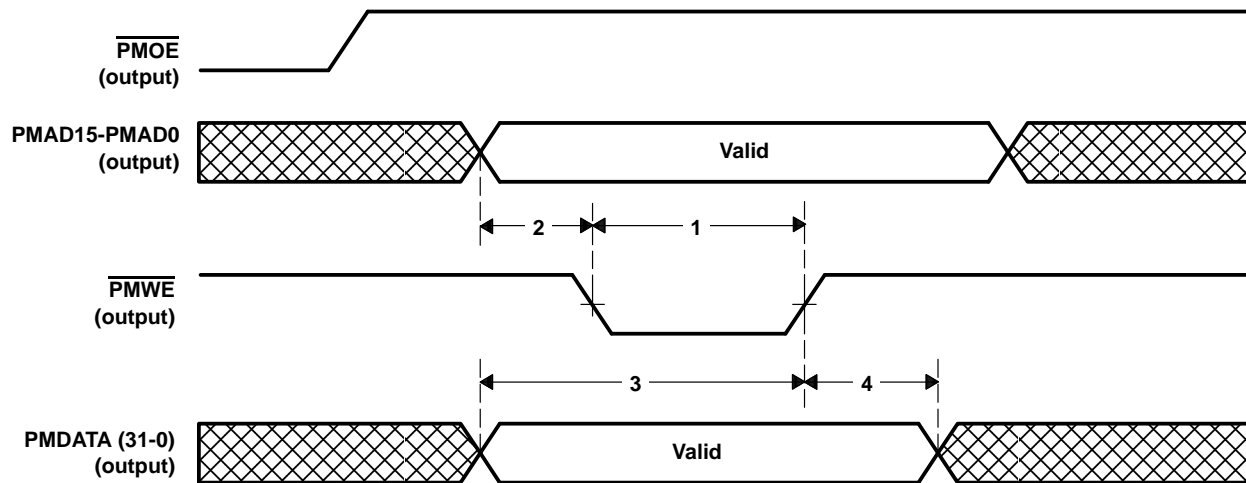 PMOE
(output)
PMAD15-PMAD0
(output)
Valid
2
1
PMWE
(output)
3
4
PMDATA (31-0)
(output)
Valid